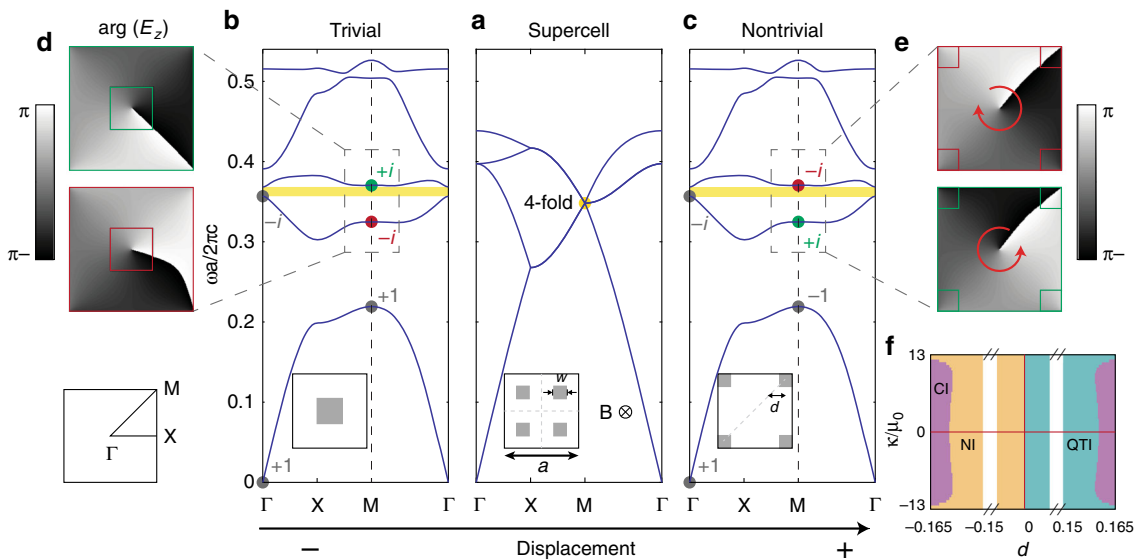 d arg (E_z) b Trivial a Supercell c Nontrivial e
π
π−
ωa/2πc
0.5
0.4
0.3
0.2
0.1
0
+i
−i
−i
+1
+1
4-fold
w
B ⊗
a
−i
+i
−i
−1
+1
d
π
π−
M
X
Γ
Γ X M Γ
Γ X M Γ
Γ X M Γ
− Displacement +
f
κ/μ0
13
0
−13
CI
NI
QTI
−0.165 −0.15 0 0.15 0.165
d